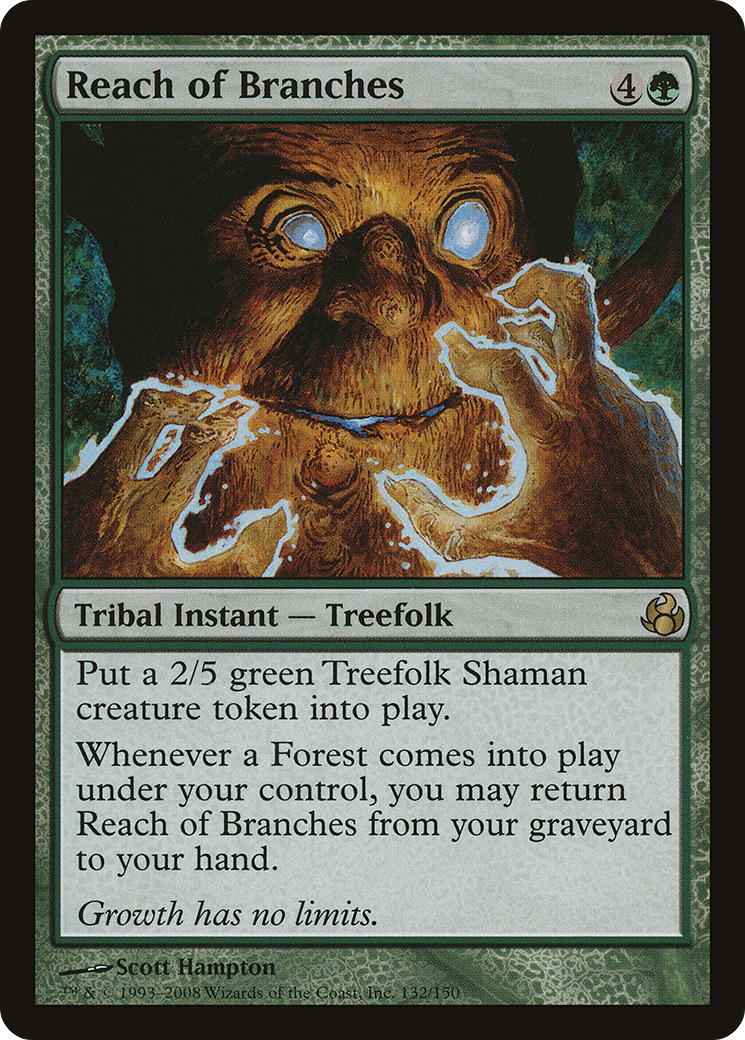 Reach of Branches 4
Tribal Instant — Treefolk
Put a 2/5 green Treefolk Shaman
creature token into play.
Whenever a Forest comes into play
under your control, you may return
Reach of Branches from your graveyard
to your hand.
Growth has no limits.
Scott Hampton
™ & © 1993–2008 Wizards of the Coast, Inc. 132/150